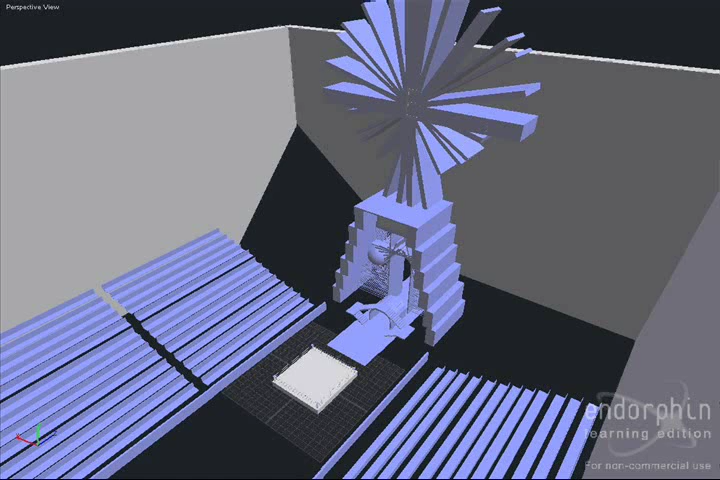 Perspective View
endorphin
learning edition
For non-commercial use